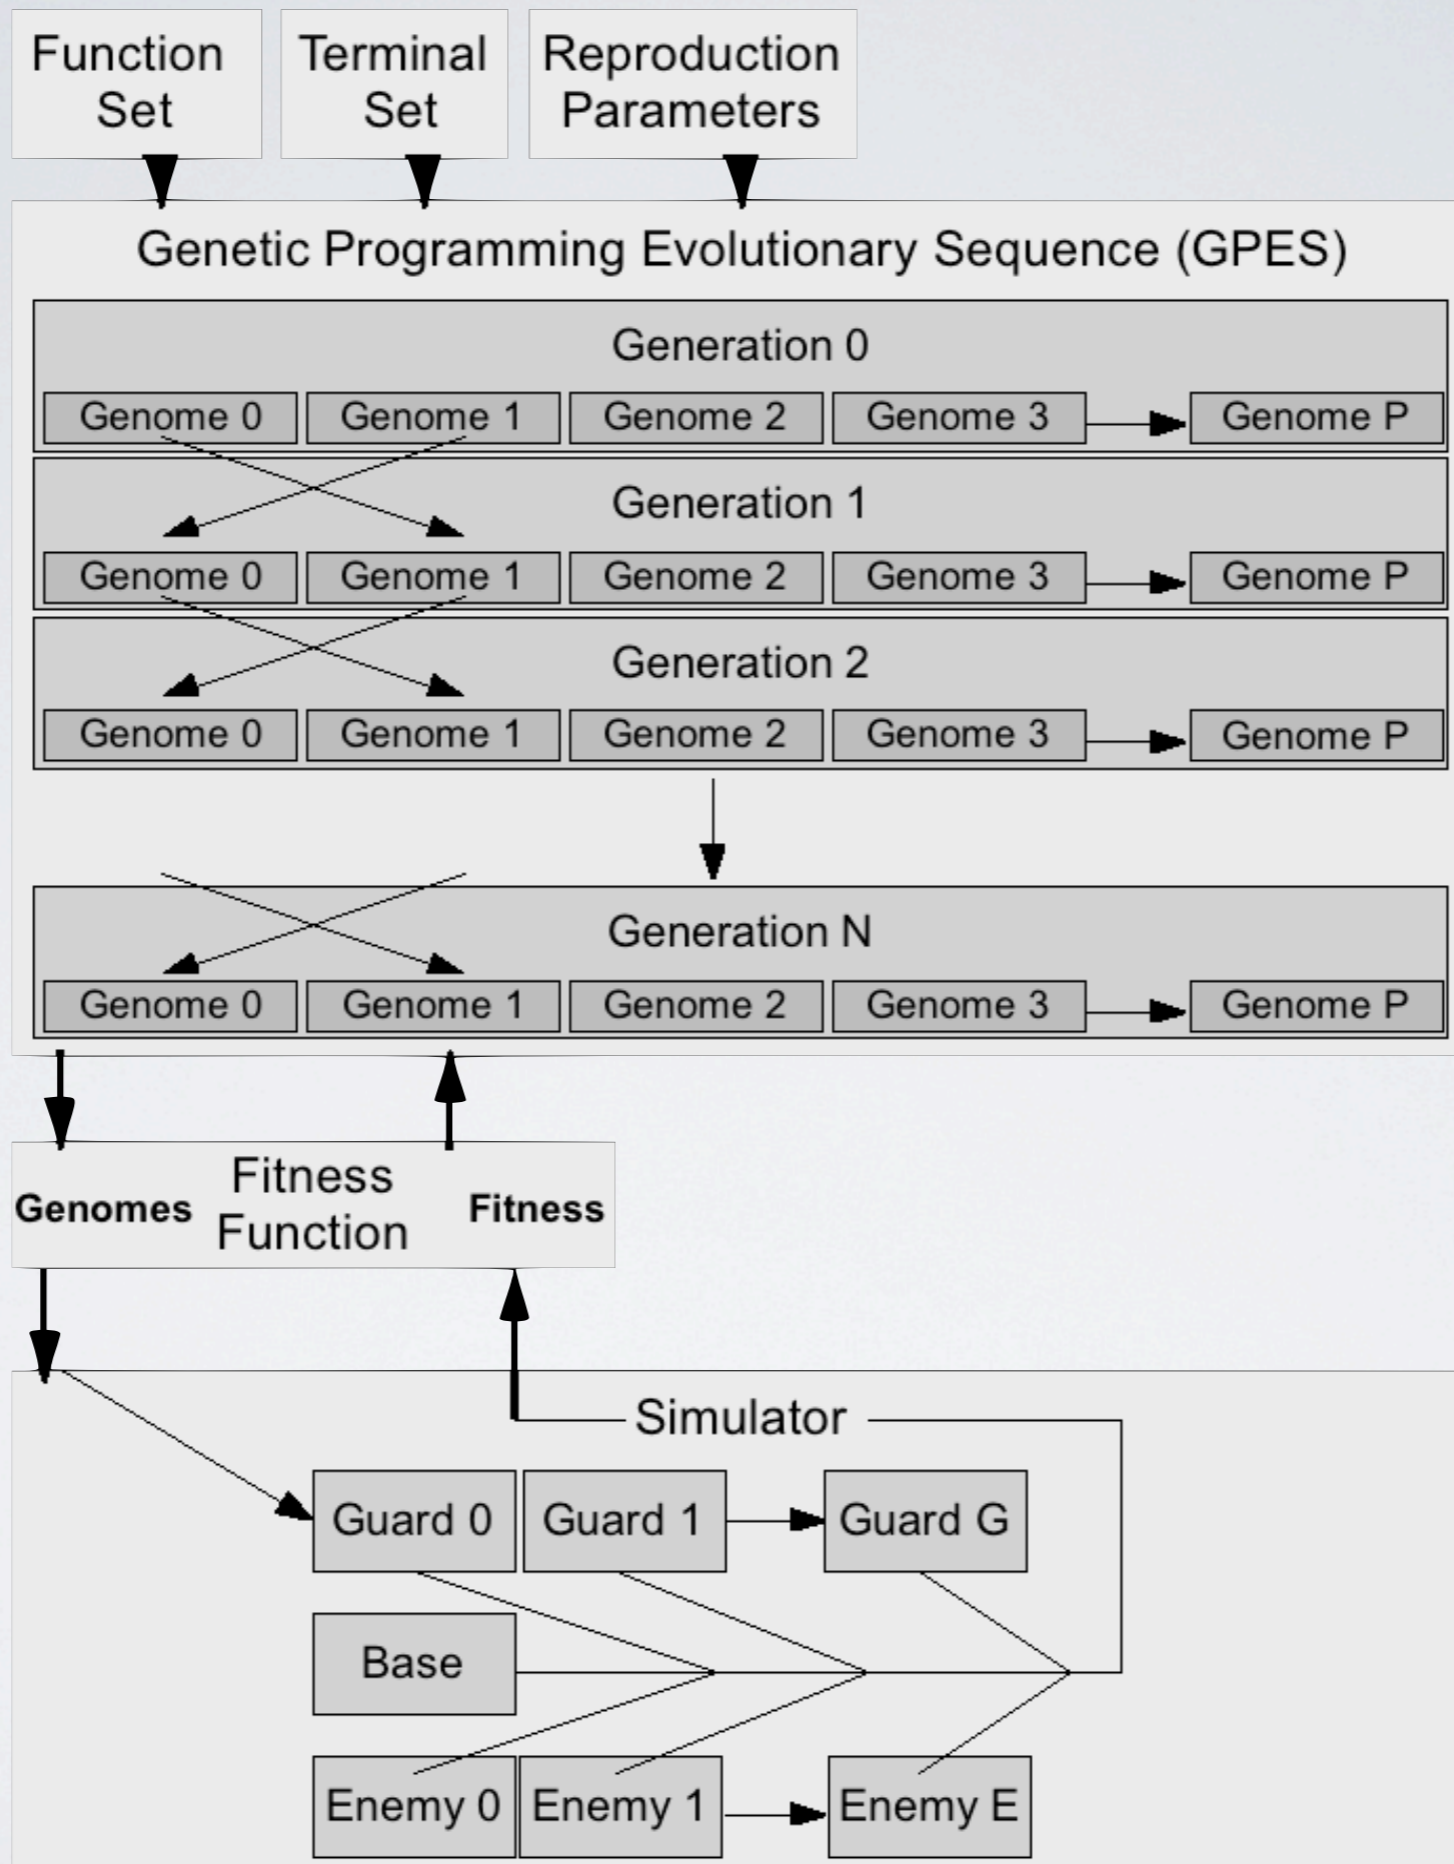 Function
Set
Terminal
Set
Reproduction
Parameters
Genetic Programming Evolutionary Sequence (GPES)
Generation 0
Genome 0 Genome 1 Genome 2 Genome 3 Genome P
Generation 1
Genome 0 Genome 1 Genome 2 Genome 3 Genome P
Generation 2
Genome 0 Genome 1 Genome 2 Genome 3 Genome P
Generation N
Genome 0 Genome 1 Genome 2 Genome 3 Genome P
Genomes
Fitness
Function
Fitness
Simulator
Guard 0 Guard 1 Guard G
Base
Enemy 0 Enemy 1 Enemy E